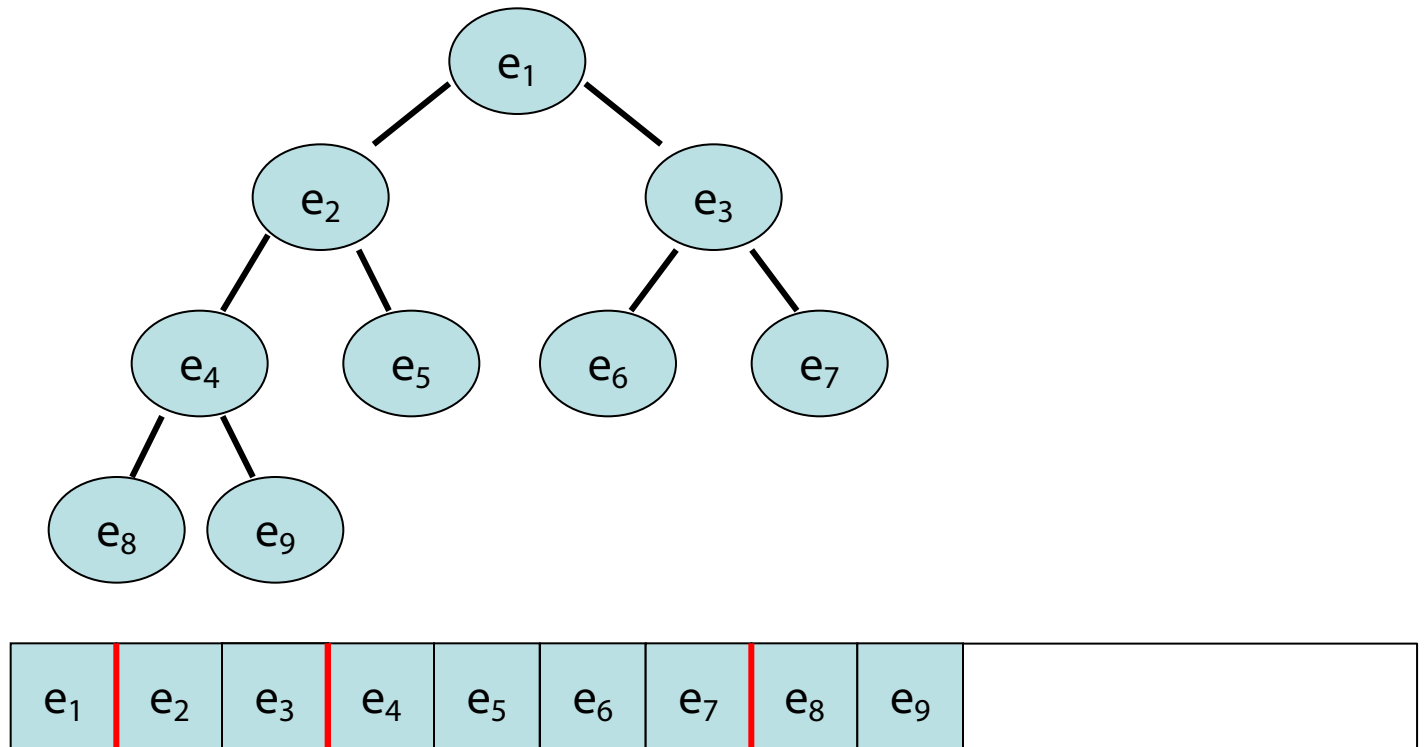 e₁
e₂ e₃
e₄ e₅ e₆ e₇
e₈ e₉
e₁ e₂ e₃ e₄ e₅ e₆ e₇ e₈ e₉